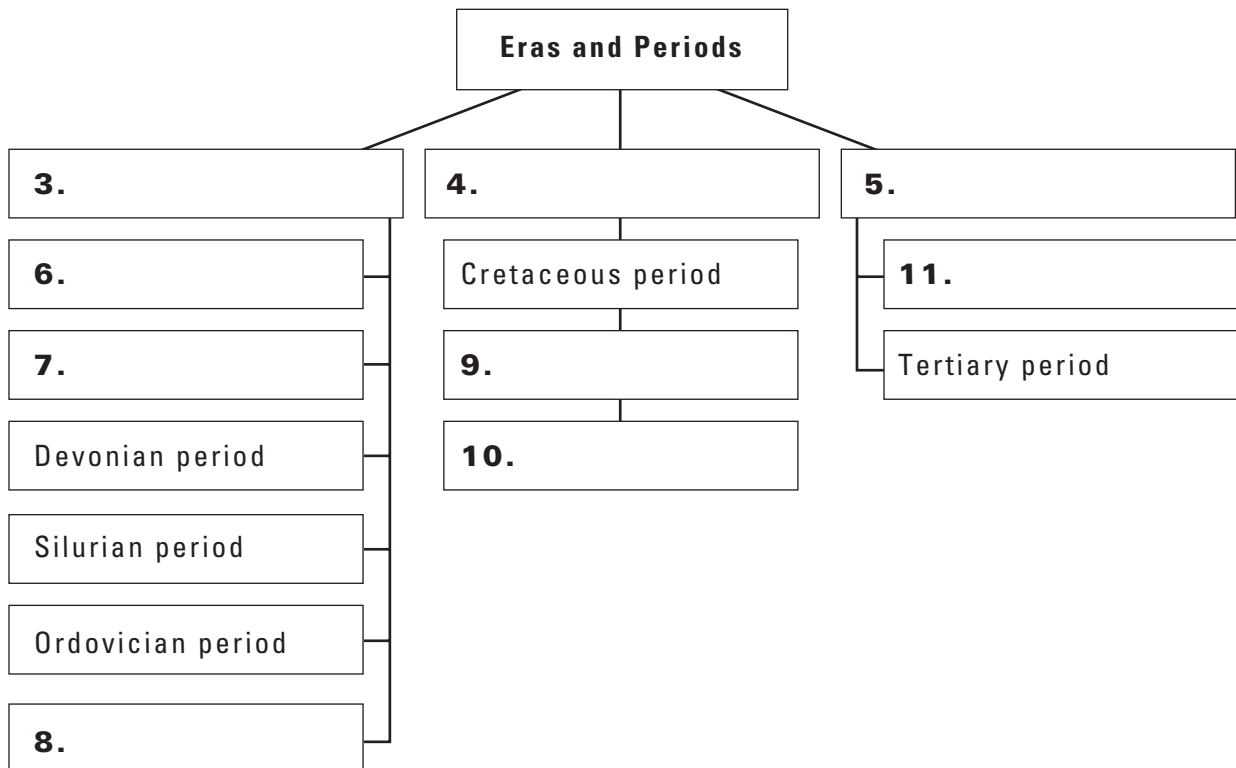 Eras and Periods
3.
4.
5.
6.
Cretaceous period
11.
7.
9.
Tertiary period
Devonian period
10.
Silurian period
Ordovician period
8.